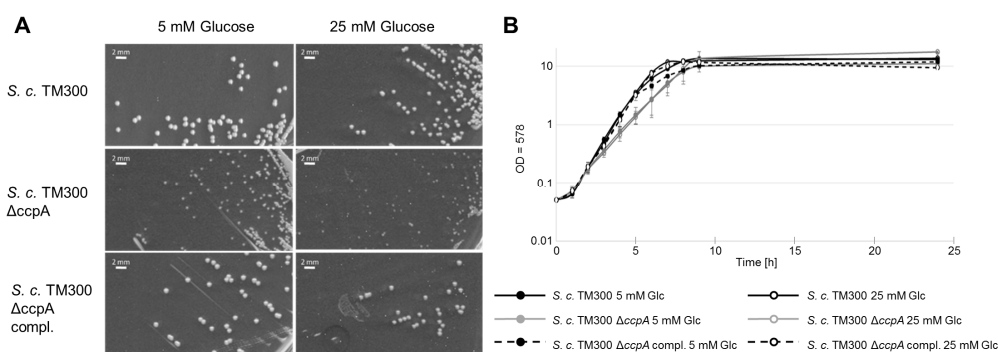 A
5 mM Glucose
25 mM Glucose
B
S. c. TM300
2 mm
2 mm
S. c. TM300
ΔccpA
2 mm
2 mm
S. c. TM300
ΔccpA
compl.
2 mm
2 mm
OD = 578
10
1
0.1
0.01
0
5
10
15
20
25
Time [h]
S. c. TM300 5 mM Glc
S. c. TM300 25 mM Glc
S. c. TM300 ΔccpA 5 mM Glc
S. c. TM300 ΔccpA 25 mM Glc
S. c. TM300 ΔccpA compl. 5 mM Glc
S. c. TM300 ΔccpA compl. 25 mM Glc